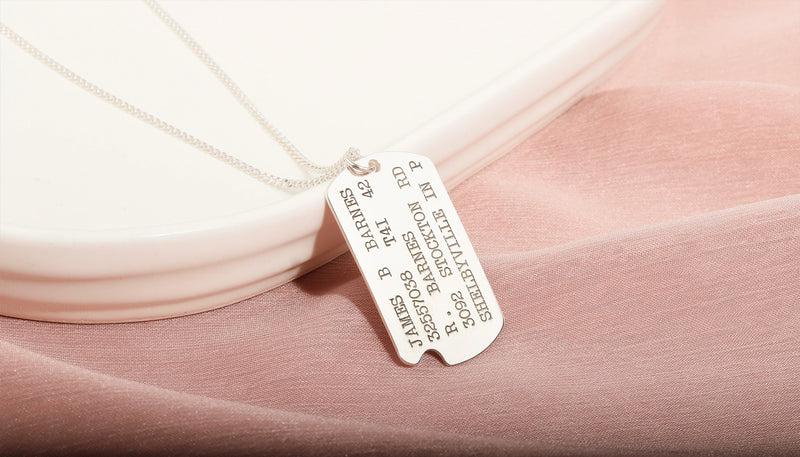 JAMES B BARNES
32557038 T41 42
R. BARNES
3092 STOCKTON RD
SHELBYVILLE IN P